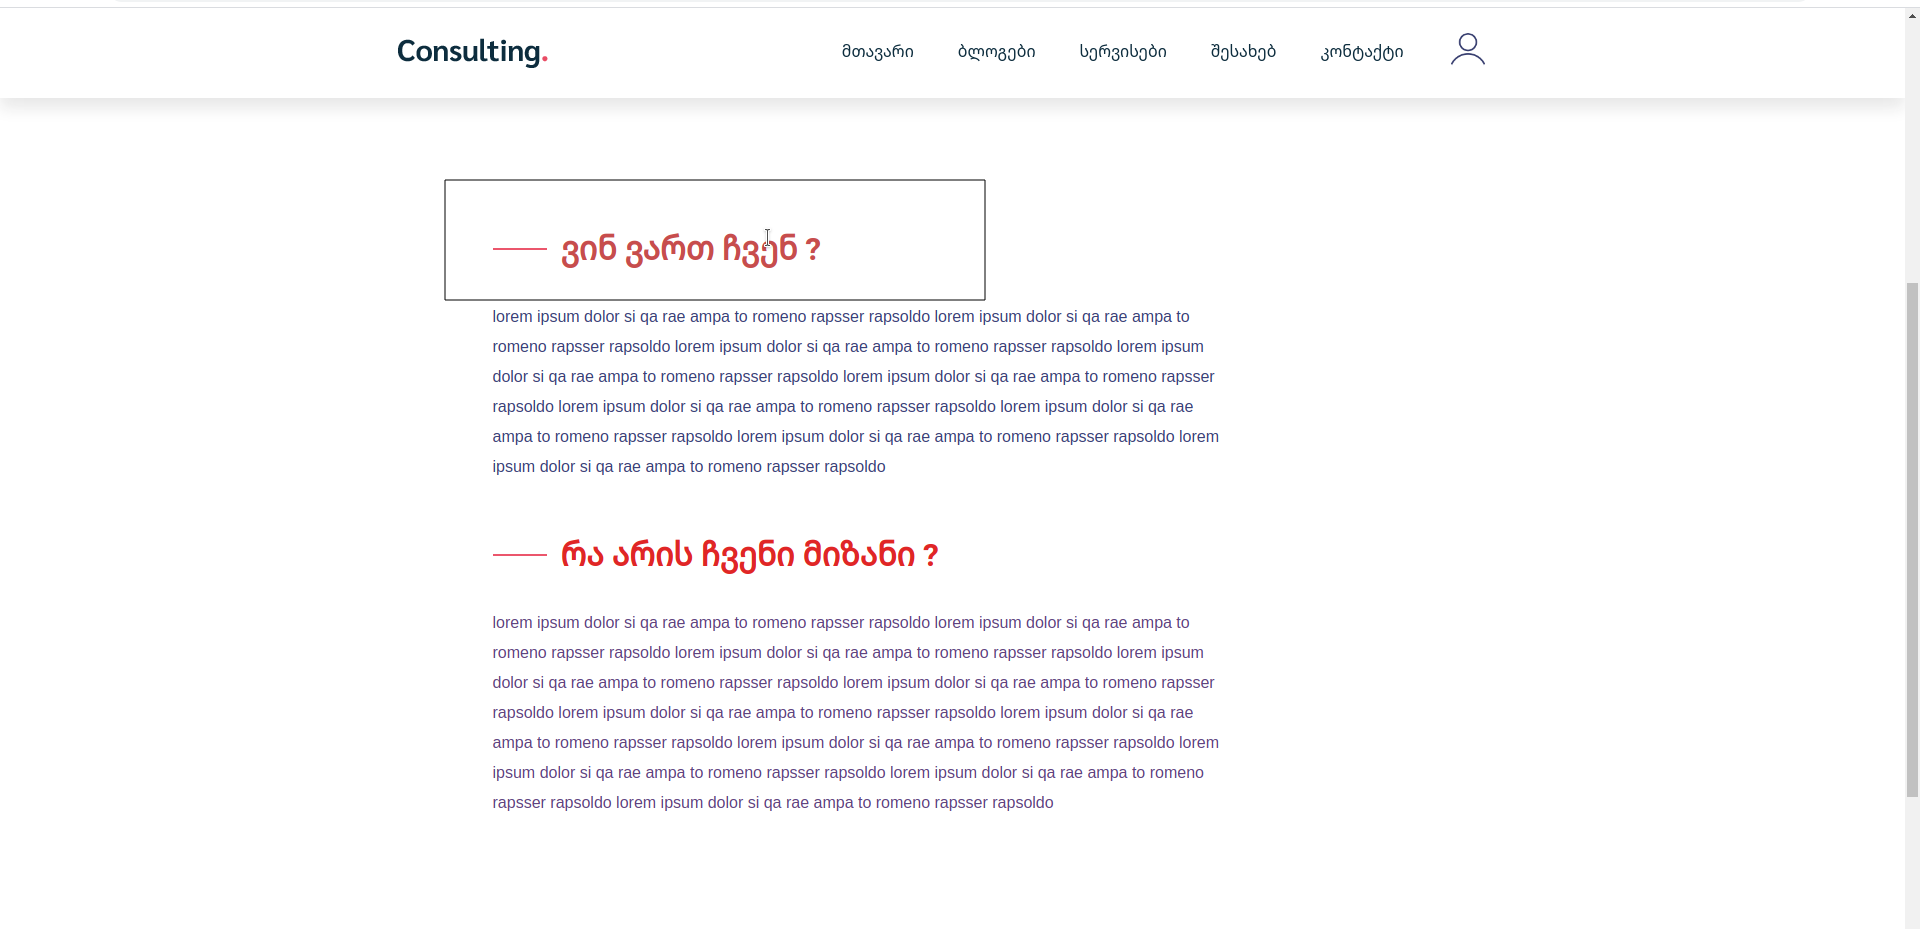 Consulting.
მთავარი ბლოგები სერვისები შესახებ კონტაქტი
ვინ ვართ ჩვენ ?
lorem ipsum dolor si qa rae ampa to romeno rapsser rapsoldo lorem ipsum dolor si qa rae ampa to
romeno rapsser rapsoldo lorem ipsum dolor si qa rae ampa to romeno rapsser rapsoldo lorem ipsum
dolor si qa rae ampa to romeno rapsser rapsoldo lorem ipsum dolor si qa rae ampa to romeno rapsser
rapsoldo lorem ipsum dolor si qa rae ampa to romeno rapsser rapsoldo lorem ipsum dolor si qa rae
ampa to romeno rapsser rapsoldo lorem ipsum dolor si qa rae ampa to romeno rapsser rapsoldo lorem
ipsum dolor si qa rae ampa to romeno rapsser rapsoldo
რა არის ჩვენი მიზანი ?
lorem ipsum dolor si qa rae ampa to romeno rapsser rapsoldo lorem ipsum dolor si qa rae ampa to
romeno rapsser rapsoldo lorem ipsum dolor si qa rae ampa to romeno rapsser rapsoldo lorem ipsum
dolor si qa rae ampa to romeno rapsser rapsoldo lorem ipsum dolor si qa rae ampa to romeno rapsser
rapsoldo lorem ipsum dolor si qa rae ampa to romeno rapsser rapsoldo lorem ipsum dolor si qa rae
ampa to romeno rapsser rapsoldo lorem ipsum dolor si qa rae ampa to romeno rapsser rapsoldo lorem
ipsum dolor si qa rae ampa to romeno rapsser rapsoldo lorem ipsum dolor si qa rae ampa to romeno
rapsser rapsoldo lorem ipsum dolor si qa rae ampa to romeno rapsser rapsoldo